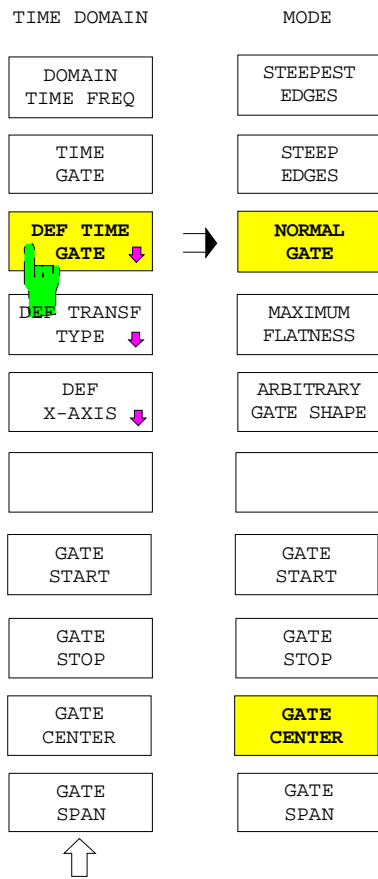 TIME DOMAIN
DOMAIN
TIME FREQ
TIME
GATE
DEF TIME
GATE
DEF TRANSF
TYPE
DEF
X-AXIS
GATE
START
GATE
STOP
GATE
CENTER
GATE
SPAN
MODE
STEEPEST
EDGES
STEEP
EDGES
NORMAL
GATE
MAXIMUM
FLATNESS
ARBITRARY
GATE SHAPE
GATE
START
GATE
STOP
GATE
CENTER
GATE
SPAN